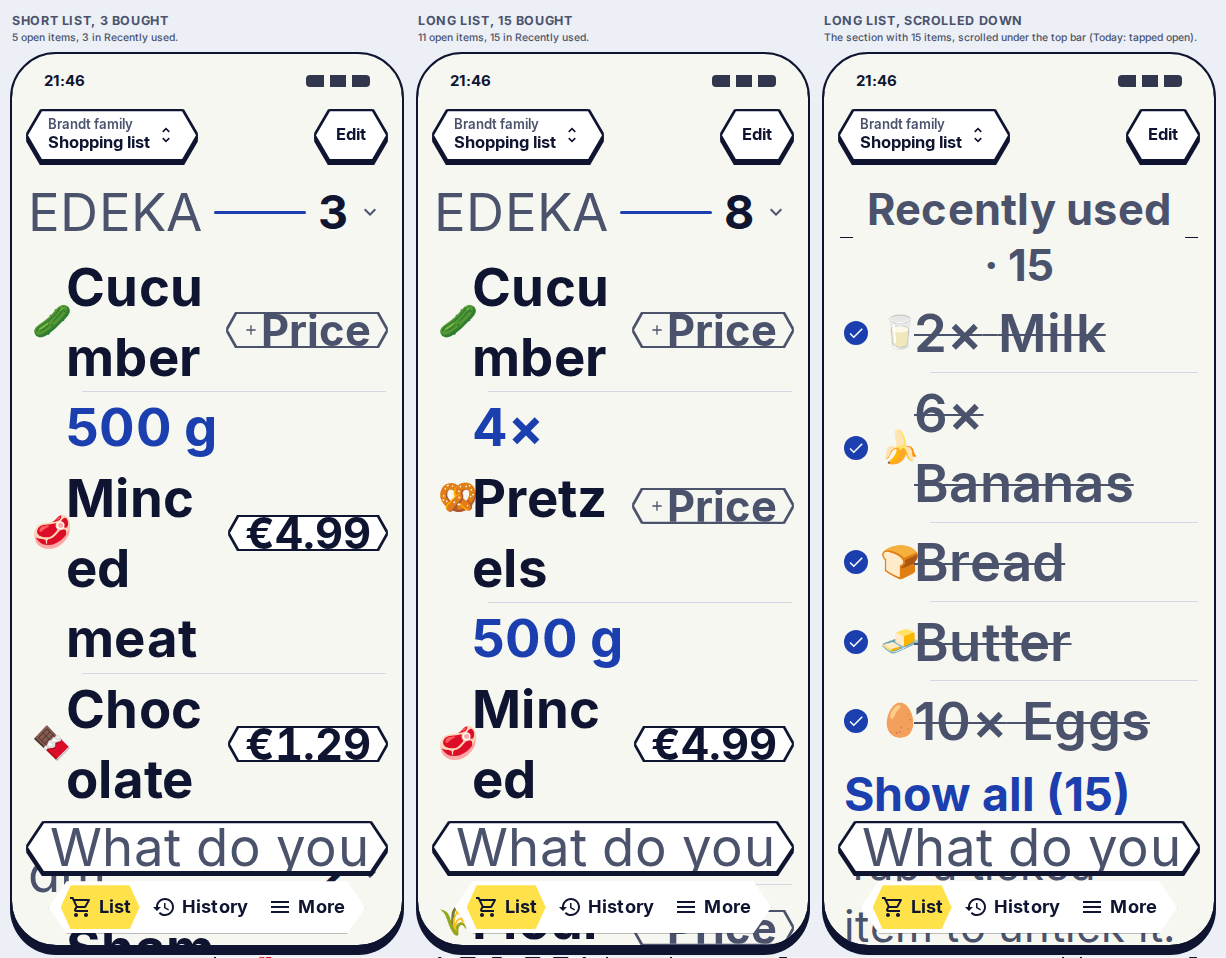 SHORT LIST, 3 BOUGHT
5 open items, 3 in Recently used.
21:46
Brandt family
Shopping list
Edit
EDEKA
3
Cucu
mber
+ Price
500 g
Minc
ed
meat
€4.99
Choc
olate
€1.29
What do you
List
History
More
LONG LIST, 15 BOUGHT
11 open items, 15 in Recently used.
21:46
Brandt family
Shopping list
Edit
EDEKA
8
Cucu
mber
+ Price
4×
Pretz
els
+ Price
500 g
Minc
ed
€4.99
What do you
Price
List
History
More
LONG LIST, SCROLLED DOWN
The section with 15 items, scrolled under the top bar (Today: tapped open).
21:46
Brandt family
Shopping list
Edit
Recently used
· 15
2× Milk
6×
Bananas
Bread
Butter
10× Eggs
Show all (15)
What do you
item to untick it.
List
History
More